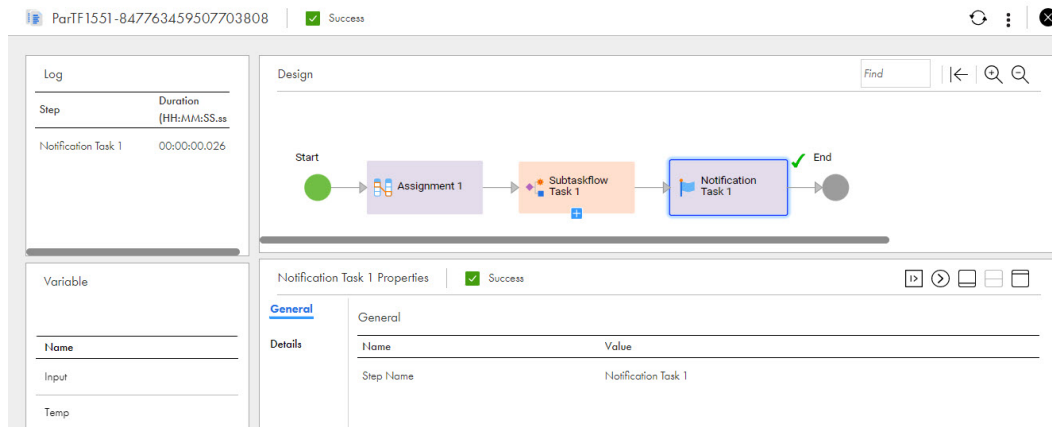 ParTF1551-847763459507703808 Success
Log
Step Duration
(HH:MM:SS.ss
Notification Task 1 00:00:00.026
Design Find
Start
Assignment 1
Subtaskflow
Task 1
Notification
Task 1
End
Variable
Name
Input
Temp
Notification Task 1 Properties Success
General
Details
General
Name Value
Step Name Notification Task 1